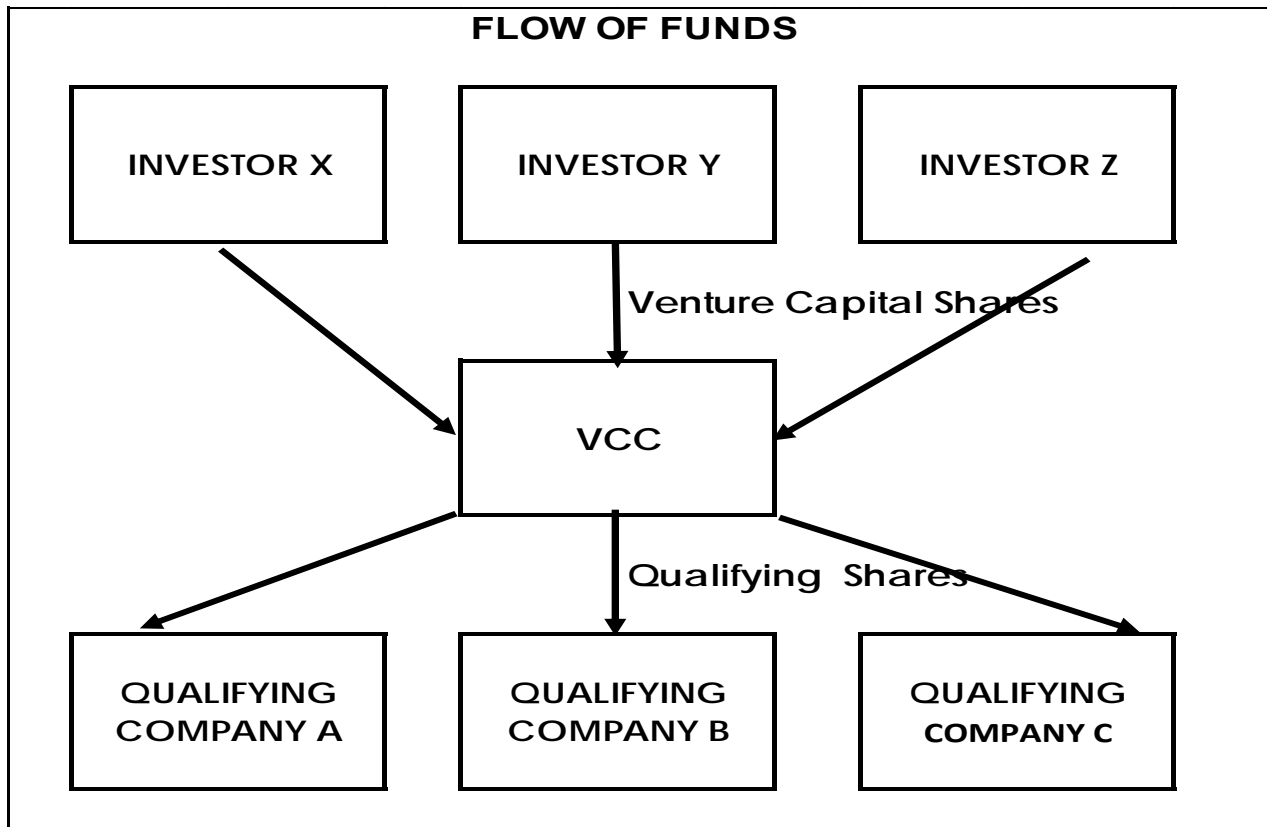 FLOW OF FUNDS
INVESTOR X
INVESTOR Y
INVESTOR Z
Venture Capital Shares
VCC
Qualifying Shares
QUALIFYING
COMPANY A
QUALIFYING
COMPANY B
QUALIFYING
COMPANY C